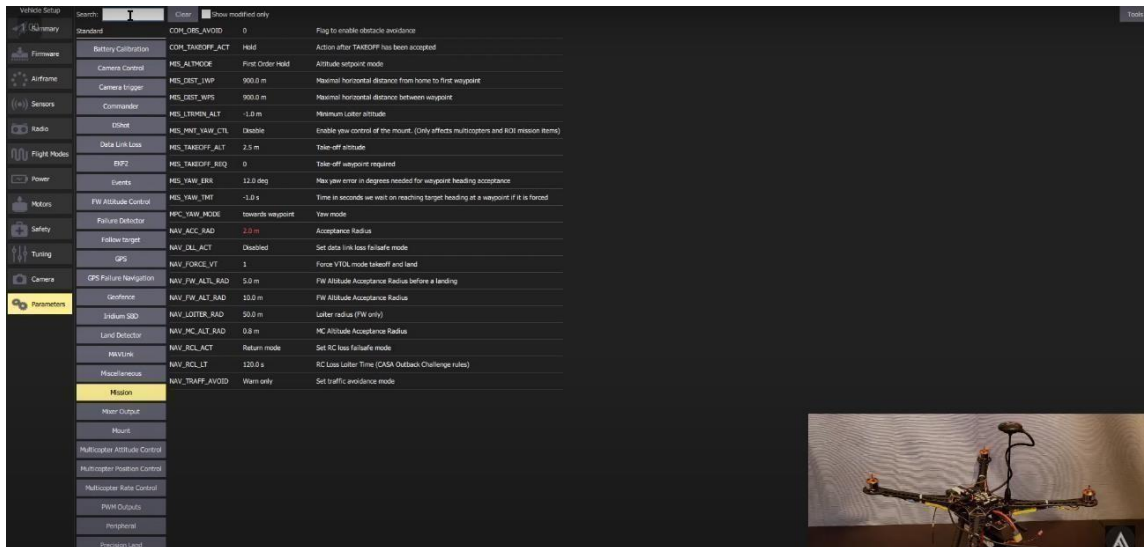 Vehicle Setup
Search:
Clear
Show modified only
Tools
Summary
Firmware
Airframe
Sensors
Radio
Flight Modes
Power
Motors
Safety
Tuning
Camera
Parameters
Standard
Battery Calibration
Camera Control
Camera trigger
Commander
DShot
Data Link Loss
EKF2
Events
FW Attitude Control
Failure Detector
Follow target
GPS
GPS Failure Navigation
Geofence
Iridium SBD
Land Detector
MAVLink
Miscellaneous
Mission
Mixer Output
Mount
Multicopter Attitude Control
Multicopter Position Control
Multicopter Rate Control
PWM Outputs
Peripheral
Precision Land
COM_OBS_AVOID 0 Flag to enable obstacle avoidance
COM_TAKEOFF_ACT Hold Action after TAKEOFF has been accepted
MIS_ALTMODE First Order Hold Altitude setpoint mode
MIS_DIST_1WP 900.0 m Maximal horizontal distance from home to first waypoint
MIS_DIST_WPS 900.0 m Maximal horizontal distance between waypoint
MIS_LTRMIN_ALT -1.0 m Minimum Loiter altitude
MIS_MNT_YAW_CTL Disable Enable yaw control of the mount. (Only affects multicopters and ROI mission items)
MIS_TAKEOFF_ALT 2.5 m Take-off altitude
MIS_TAKEOFF_REQ 0 Take-off waypoint required
MIS_YAW_ERR 12.0 deg Max yaw error in degrees needed for waypoint heading acceptance
MIS_YAW_TMT -1.0 s Time in seconds we wait on reaching target heading at a waypoint if it is forced
MPC_YAW_MODE towards waypoint Yaw mode
NAV_ACC_RAD 2.0 m Acceptance Radius
NAV_DLL_ACT Disabled Set data link loss failsafe mode
NAV_FORCE_VT 1 Force VTOL mode takeoff and land
NAV_FW_ALTL_RAD 5.0 m FW Altitude Acceptance Radius before a landing
NAV_FW_ALT_RAD 10.0 m FW Altitude Acceptance Radius
NAV_LOITER_RAD 50.0 m Loiter radius (FW only)
NAV_MC_ALT_RAD 0.8 m MC Altitude Acceptance Radius
NAV_RCL_ACT Return mode Set RC loss failsafe mode
NAV_RCL_LT 120.0 s RC Loss Loiter Time (CASA Outback Challenge rules)
NAV_TRAFF_AVOID Warn only Set traffic avoidance mode